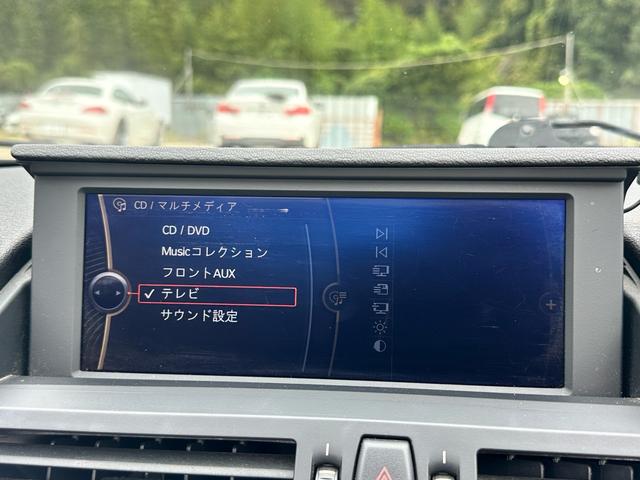 CD / マルチメディア
CD / DVD
Musicコレクション
フロントAUX
テレビ
サウンド設定